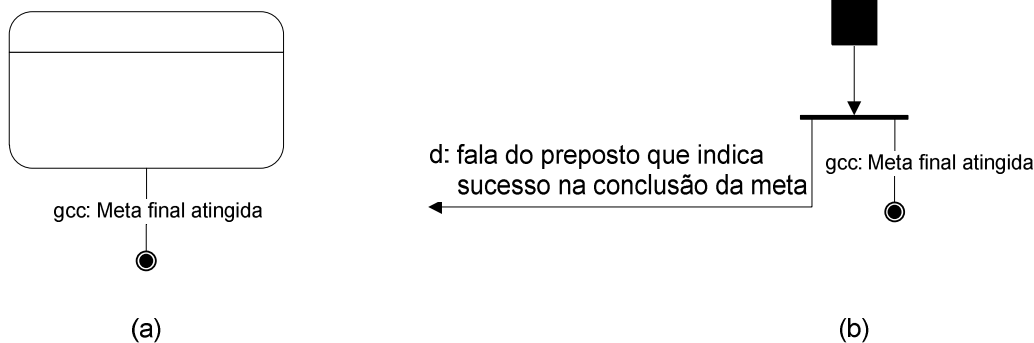 gcc: Meta final atingida
(a)
d: fala do preposto que indica
sucesso na conclusão da meta
gcc: Meta final atingida
(b)